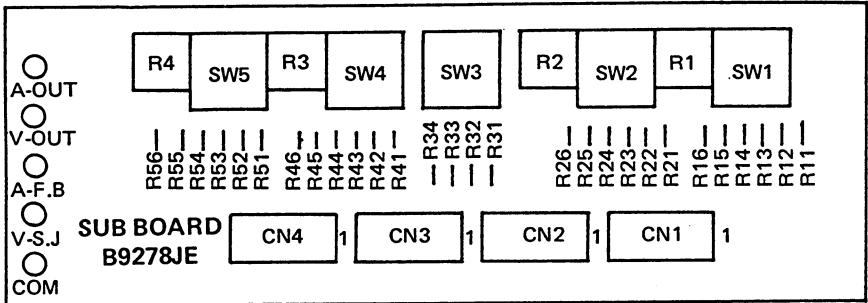 R4 SW5 R3 SW4 SW3 R2 SW2 R1 SW1
A-OUT
V-OUT
A-F.B
V-S.J
COM
R56 R55 R54 R53 R52 R51 R46 R45 R44 R43 R42 R41 R34 R33 R32 R31 R26 R25 R24 R23 R22 R21 R16 R15 R14 R13 R12 R11
SUB BOARD
B9278JE
CN4 1 CN3 1 CN2 1 CN1 1